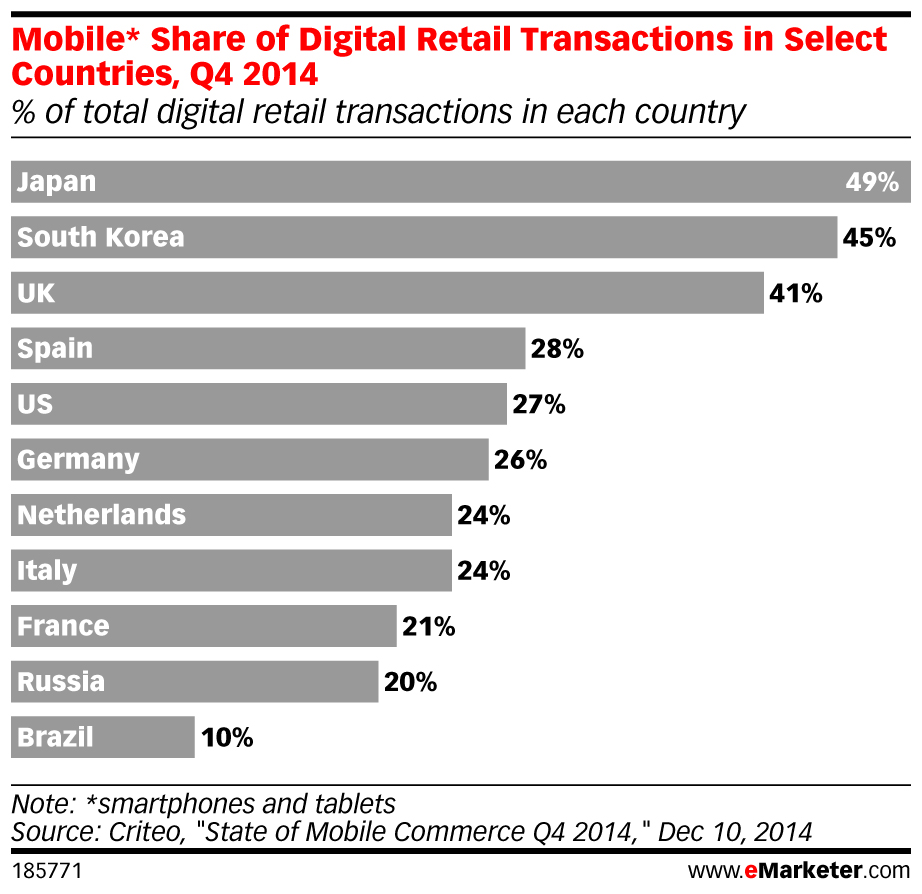 Mobile* Share of Digital Retail Transactions in Select
Countries, Q4 2014
% of total digital retail transactions in each country
Japan 49%
South Korea 45%
UK 41%
Spain 28%
US 27%
Germany 26%
Netherlands 24%
Italy 24%
France 21%
Russia 20%
Brazil 10%
Note: *smartphones and tablets
Source: Criteo, "State of Mobile Commerce Q4 2014," Dec 10, 2014
185771 www.eMarketer.com